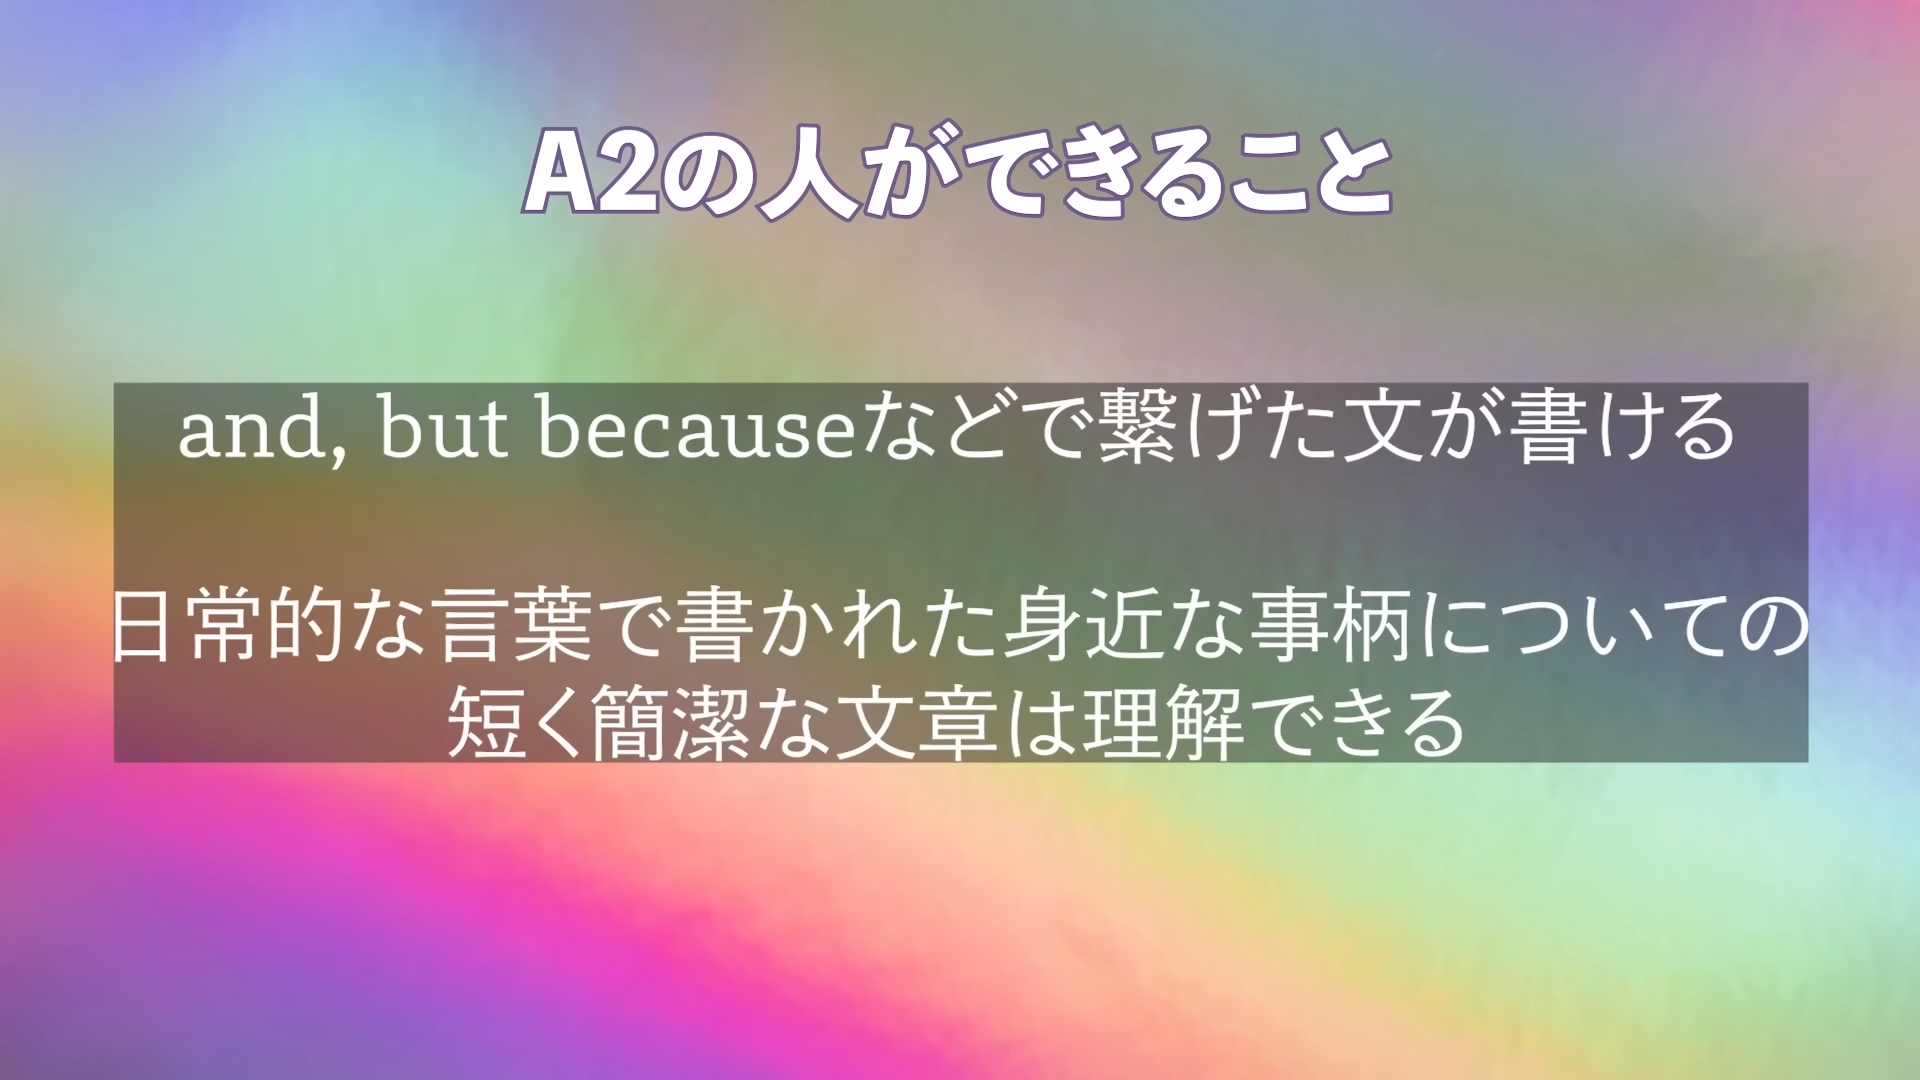 A2の人ができること
and, but becauseなどで繋げた文が書ける
日常的な言葉で書かれた身近な事柄についての
短く簡潔な文章は理解できる